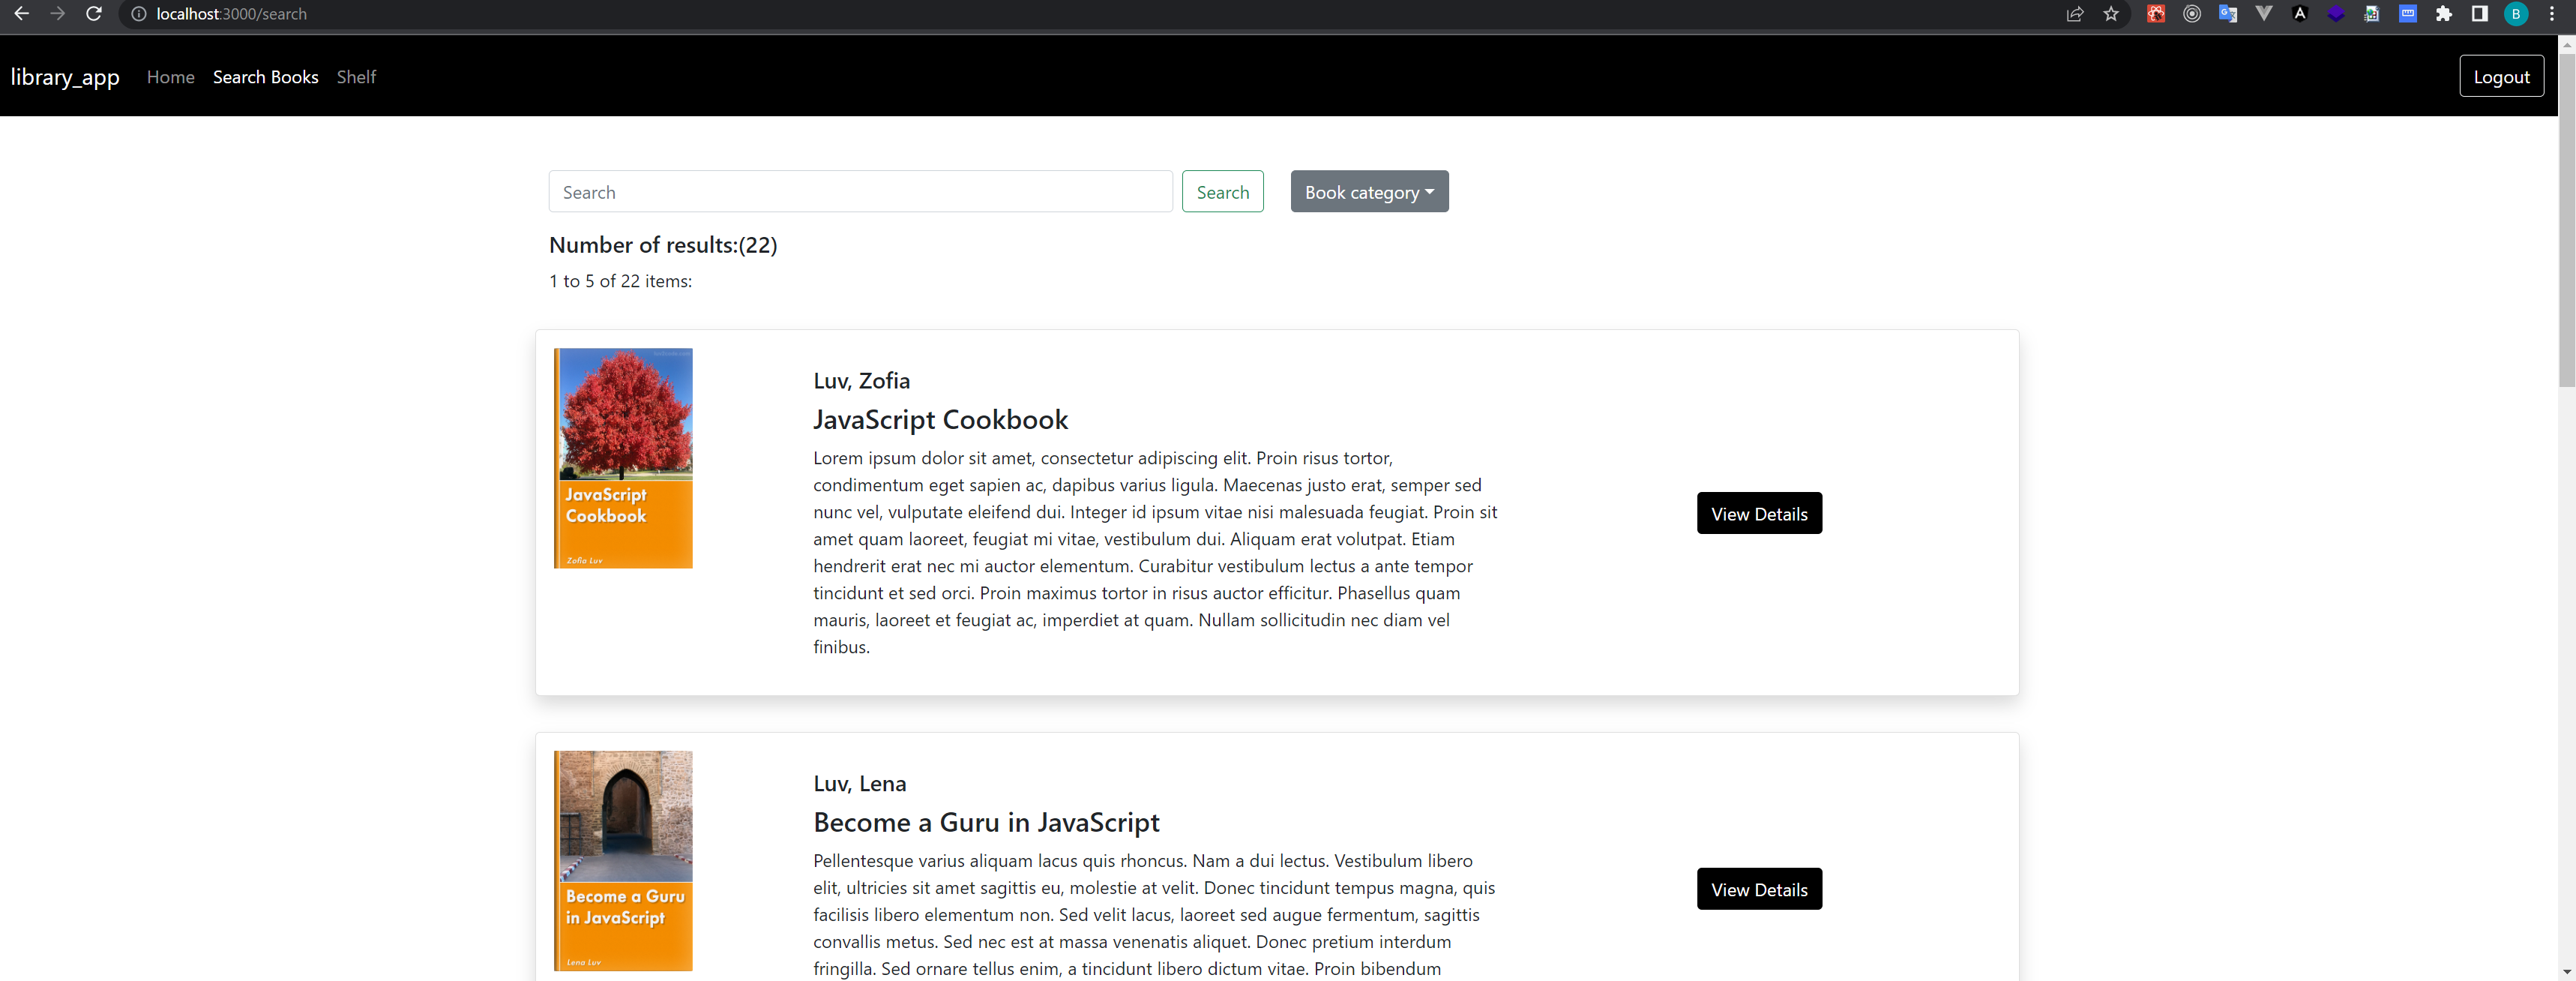 localhost:3000/search
B
library_app Home Search Books Shelf Logout
Search Search Book category
Number of results:(22)
1 to 5 of 22 items:
JavaScript
Cookbook
Zofia Luv
Luv, Zofia
JavaScript Cookbook
Lorem ipsum dolor sit amet, consectetur adipiscing elit. Proin risus tortor,
condimentum eget sapien ac, dapibus varius ligula. Maecenas justo erat, semper sed
nunc vel, vulputate eleifend dui. Integer id ipsum vitae nisi malesuada feugiat. Proin sit
amet quam laoreet, feugiat mi vitae, vestibulum dui. Aliquam erat volutpat. Etiam
hendrerit erat nec mi auctor elementum. Curabitur vestibulum lectus a ante tempor
tincidunt et sed orci. Proin maximus tortor in risus auctor efficitur. Phasellus quam
mauris, laoreet et feugiat ac, imperdiet at quam. Nullam sollicitudin nec diam vel
finibus.
View Details
Become a Guru
in JavaScript
Lena Luv
Luv, Lena
Become a Guru in JavaScript
Pellentesque varius aliquam lacus quis rhoncus. Nam a dui lectus. Vestibulum libero
elit, ultricies sit amet sagittis eu, molestie at velit. Donec tincidunt tempus magna, quis
facilisis libero elementum non. Sed velit lacus, laoreet sed augue fermentum, sagittis
convallis metus. Sed nec est at massa venenatis aliquet. Donec pretium interdum
fringilla. Sed ornare tellus enim, a tincidunt libero dictum vitae. Proin bibendum
View Details